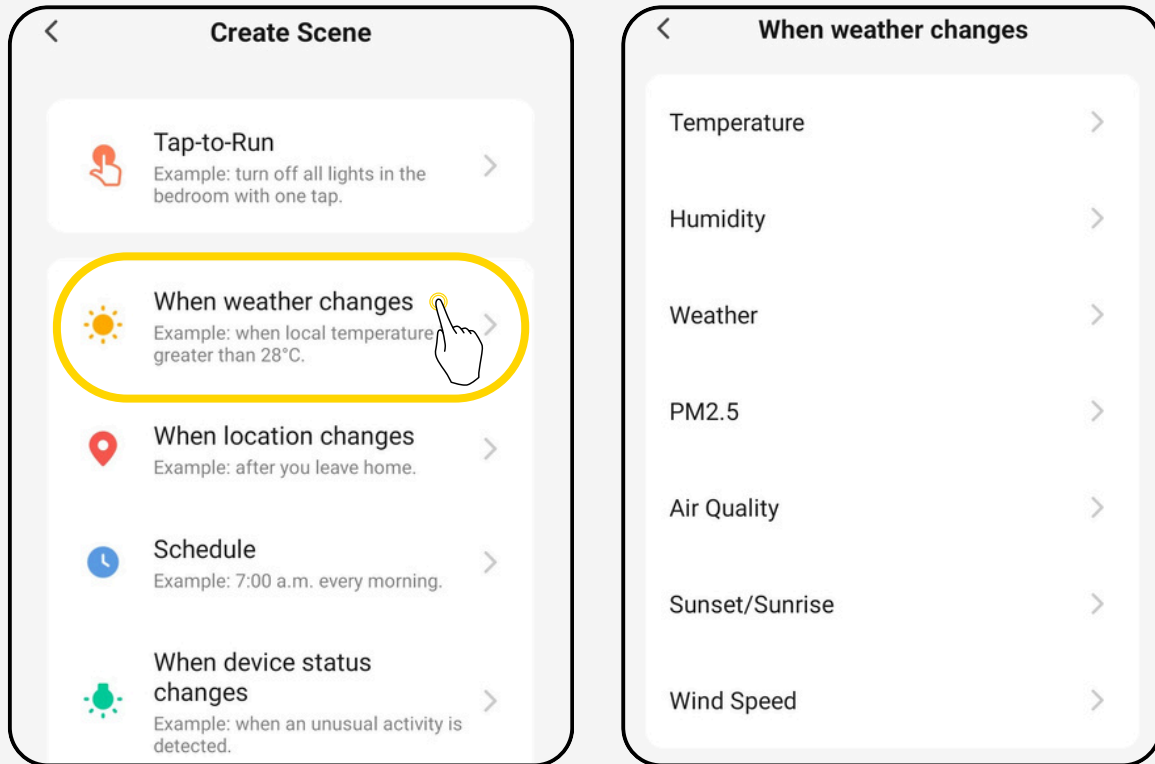 Create Scene
Tap-to-Run
Example: turn off all lights in the
bedroom with one tap.
When weather changes
Example: when local temperature
greater than 28°C.
When location changes
Example: after you leave home.
Schedule
Example: 7:00 a.m. every morning.
When device status
changes
Example: when an unusual activity is
detected.
When weather changes
Temperature
Humidity
Weather
PM2.5
Air Quality
Sunset/Sunrise
Wind Speed